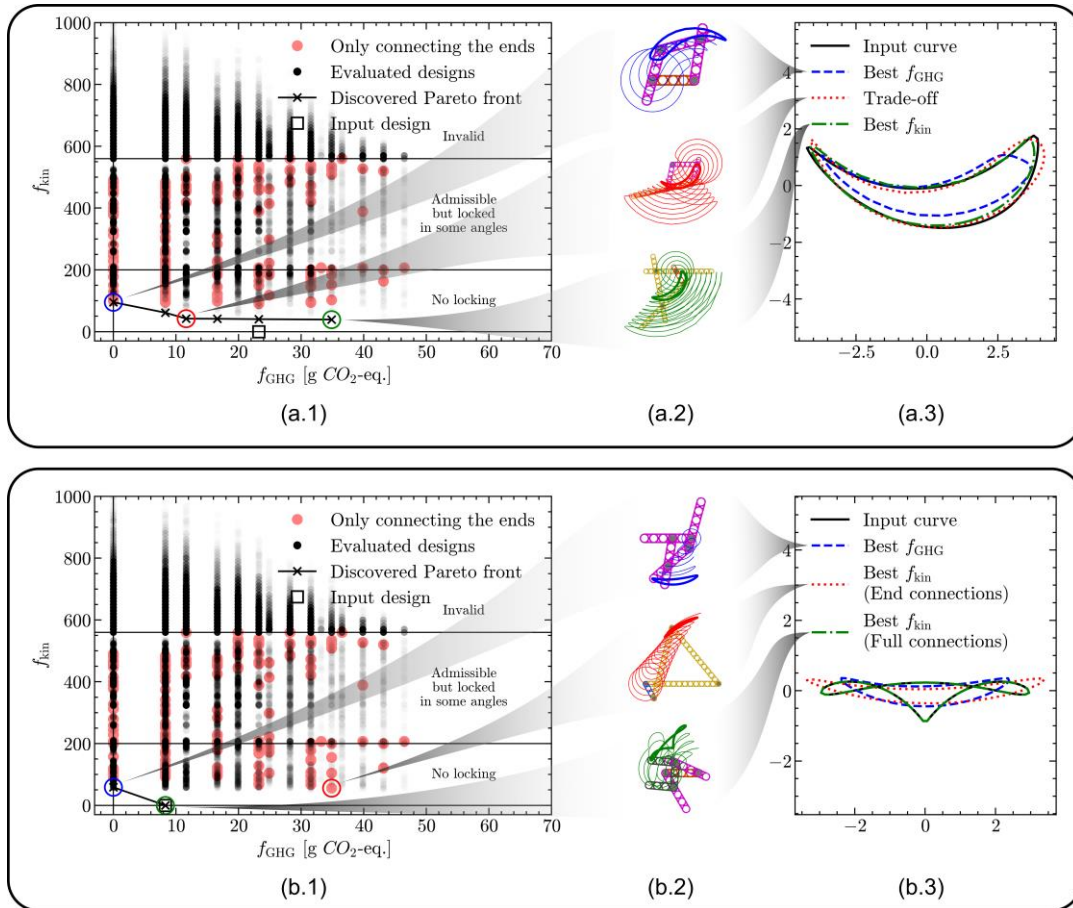 1000
800
600
400
200
0
f_kin
Only connecting the ends
Evaluated designs
Discovered Pareto front
Input design
Invalid
Admissible
but locked
in some angles
No locking
0 10 20 30 40 50 60 70
f_GHG [g CO_2-eq.]
(a.1)
(a.2)
4
2
0
−2
−4
Input curve
Best f_GHG
Trade-off
Best f_kin
−2.5 0.0 2.5
(a.3)
1000
800
600
400
200
0
f_kin
Only connecting the ends
Evaluated designs
Discovered Pareto front
Input design
Invalid
Admissible
but locked
in some angles
No locking
0 10 20 30 40 50 60 70
f_GHG [g CO_2-eq.]
(b.1)
(b.2)
4
2
0
−2
Input curve
Best f_GHG
Best f_kin
(End connections)
Best f_kin
(Full connections)
−2 0 2
(b.3)